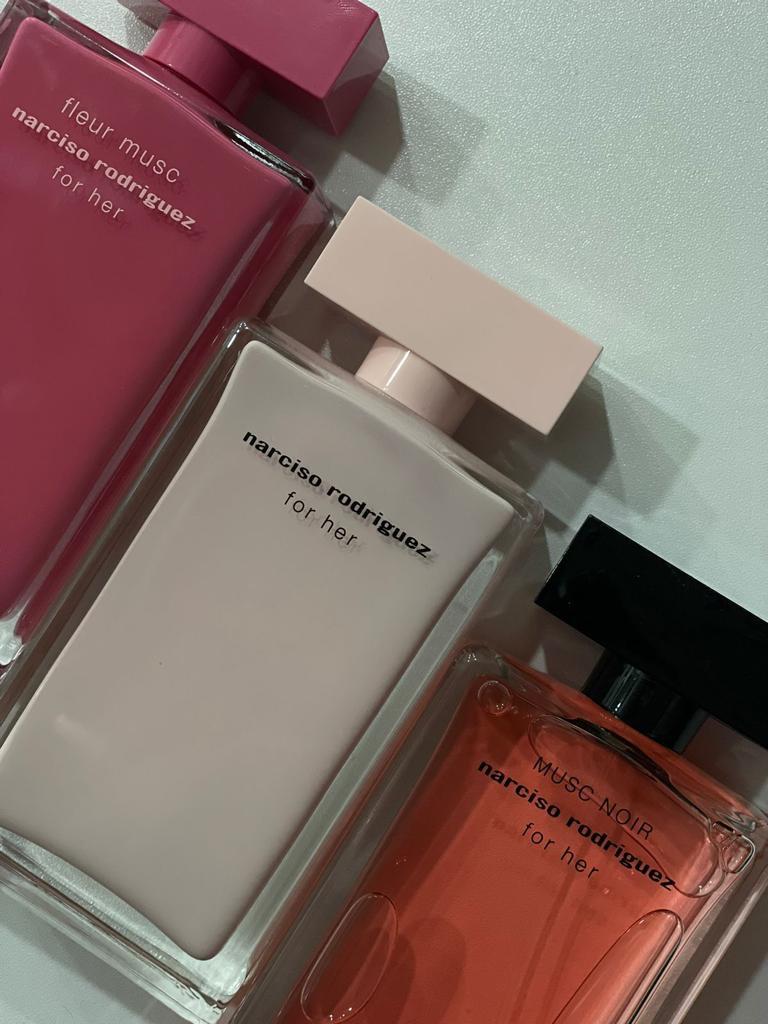 fleur musc
narciso rodriguez
for her
narciso rodriguez
for her
MUSC NOIR
narciso rodriguez
for her